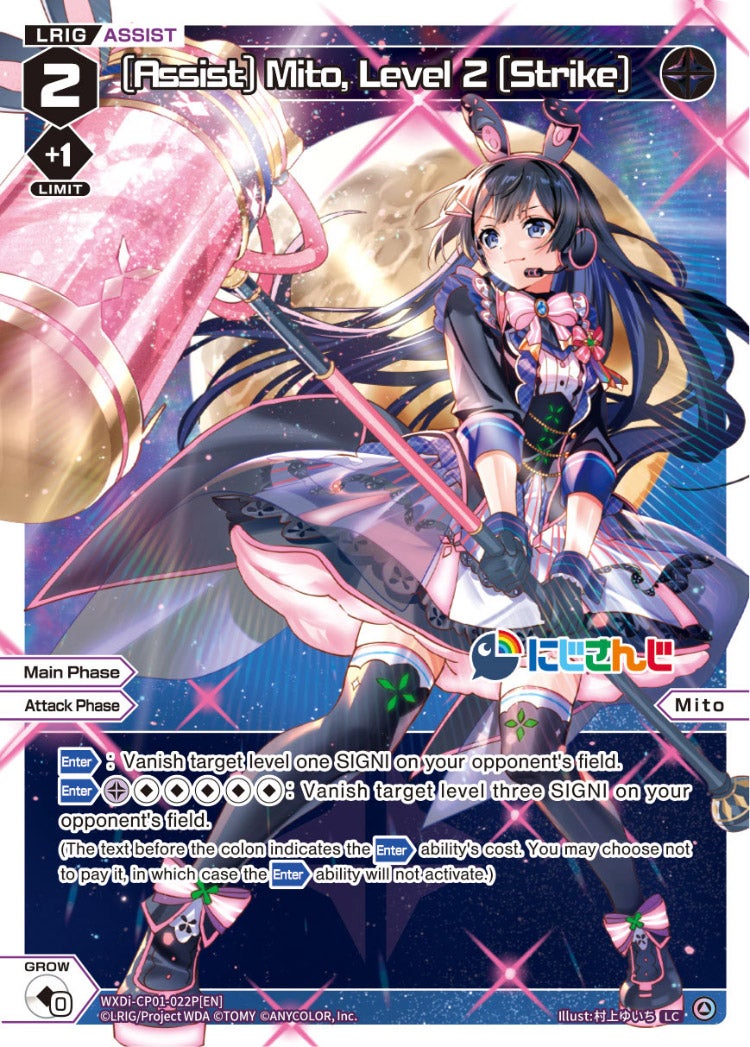 LRIG ASSIST
2
[Assist] Mito, Level 2 [Strike]
+1
LIMIT
にじさんじ
Main Phase
Attack Phase
Mito
Enter : Vanish target level one SIGNI on your opponent's field.
Enter : Vanish target level three SIGNI on your
opponent's field.
(The text before the colon indicates the Enter ability's cost. You may choose not
to pay it, in which case the Enter ability will not activate.)
GROW
0
WXDi-CP01-022P[EN]
©LRIG/Project WDA ©TOMY ©ANYCOLOR, Inc.
Illust:村上ゆいち LC